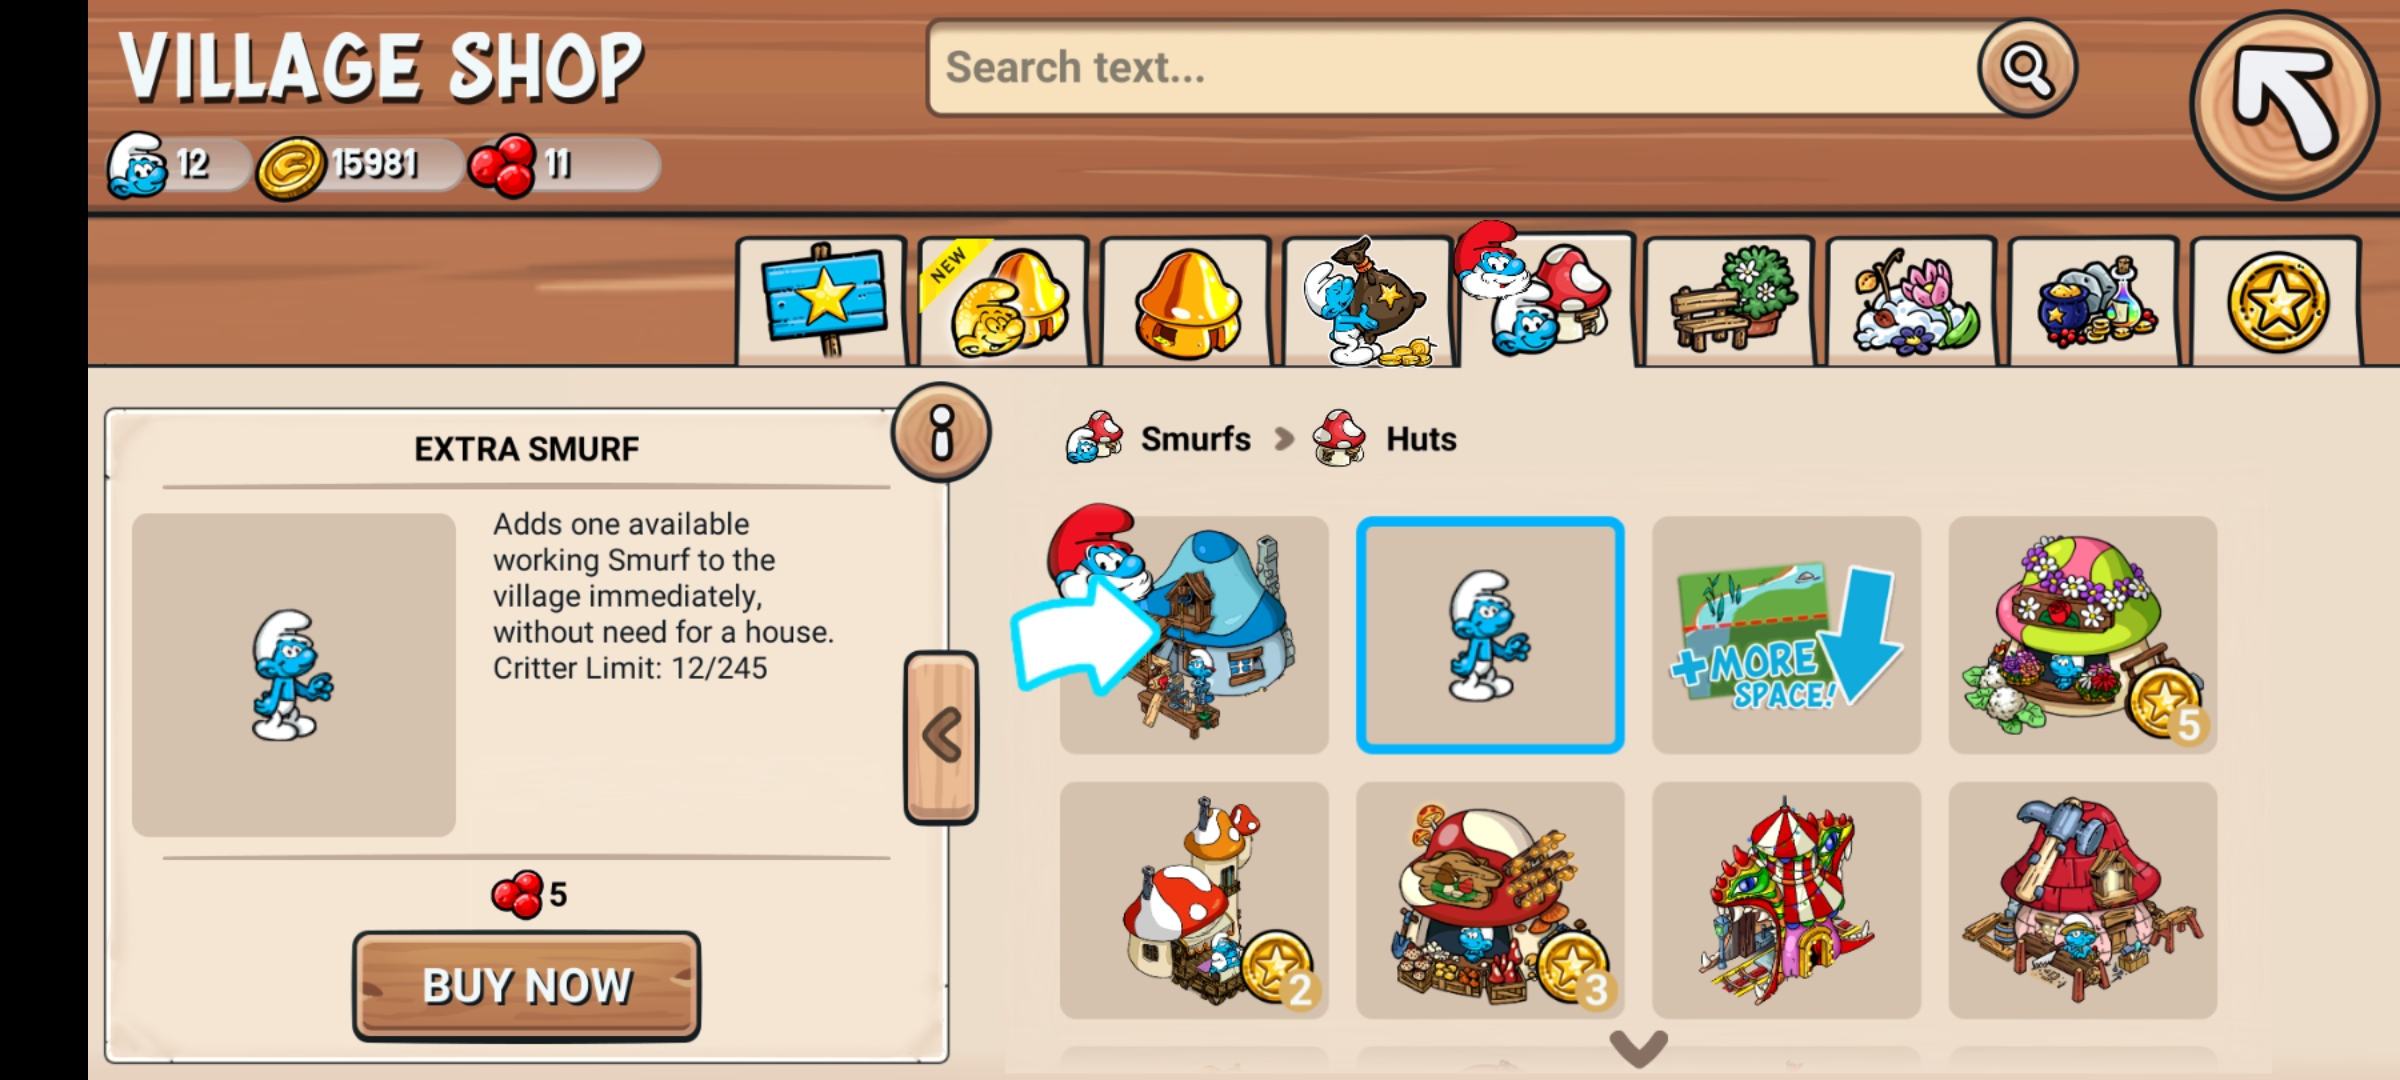 VILLAGE SHOP
Search text...
12
15981
11
NEW
EXTRA SMURF
Adds one available
working Smurf to the
village immediately,
without need for a house.
Critter Limit: 12/245
5
BUY NOW
Smurfs
Huts
+MORE
SPACE!
5
2
3